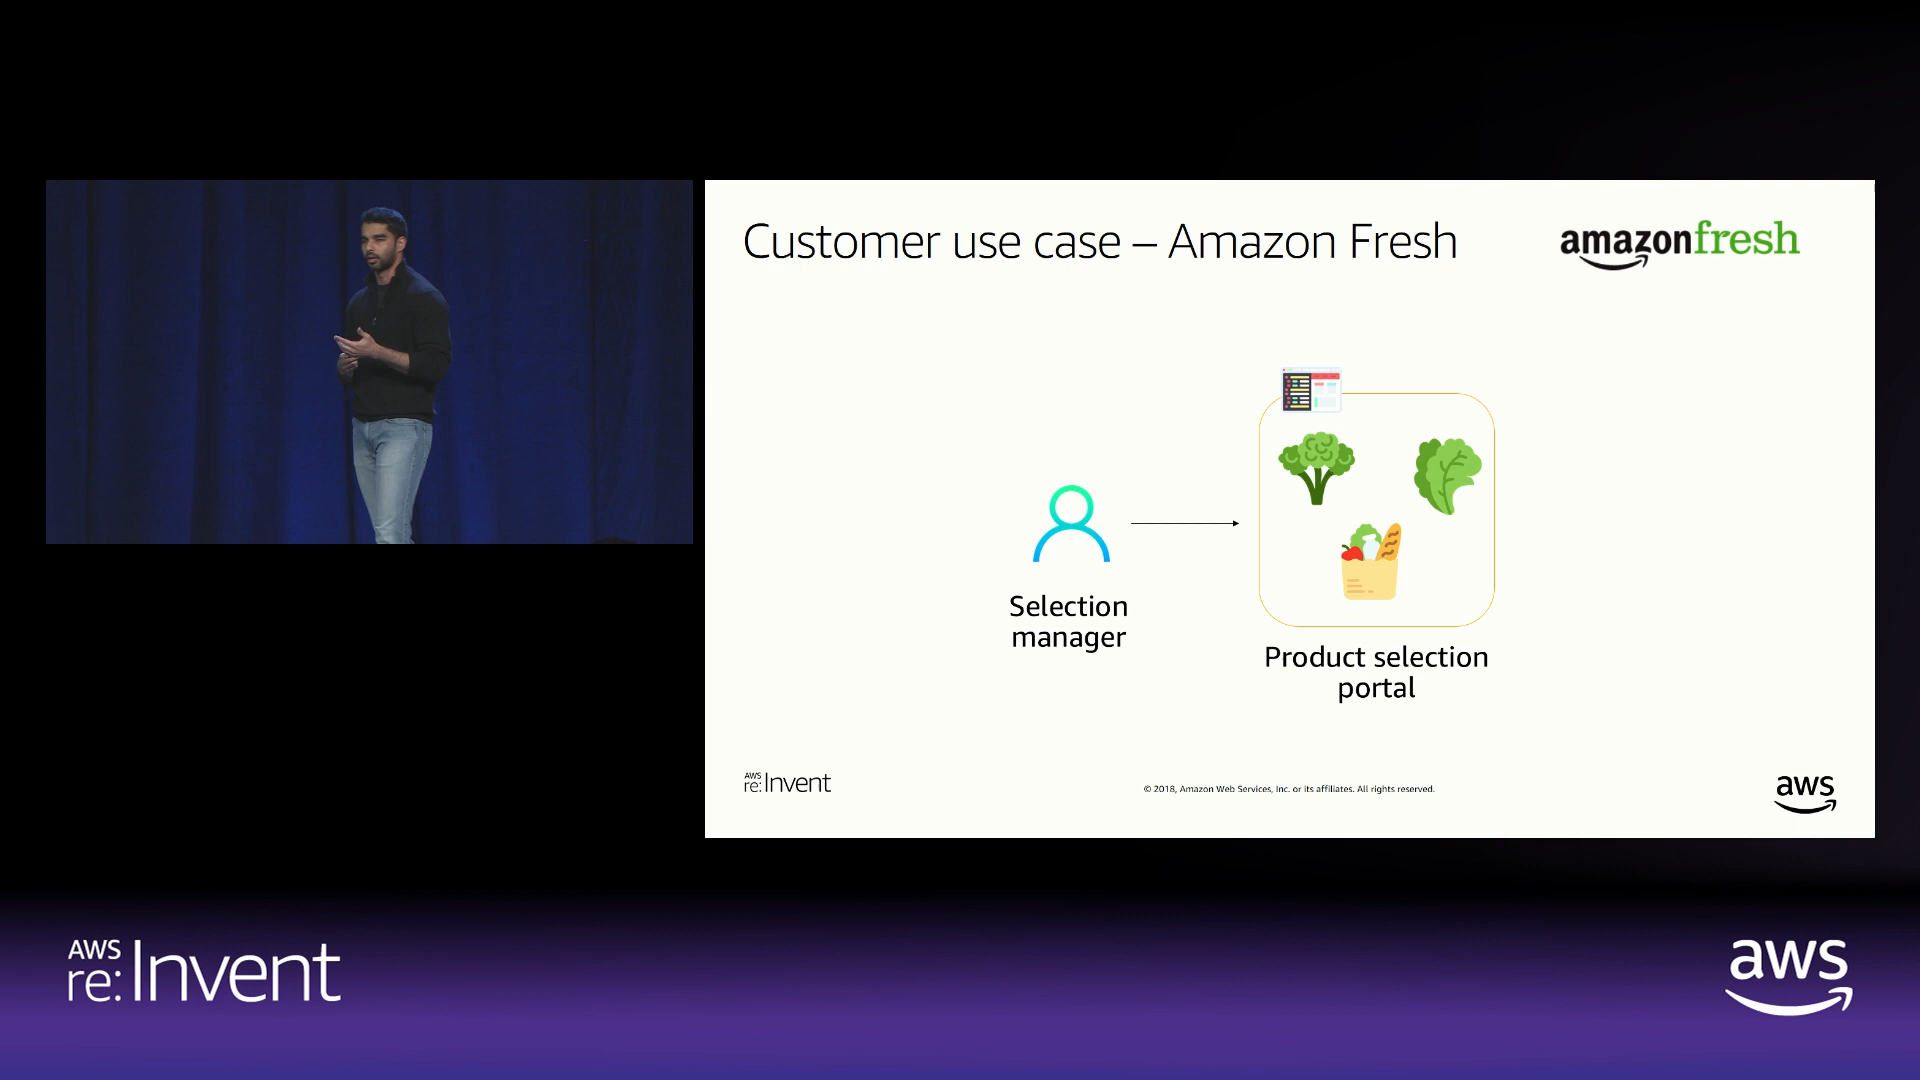 Customer use case – Amazon Fresh
amazonfresh
Selection
manager
Product selection
portal
AWS
re:Invent
© 2018, Amazon Web Services, Inc. or its affiliates. All rights reserved.
aws
AWS
re:Invent
aws